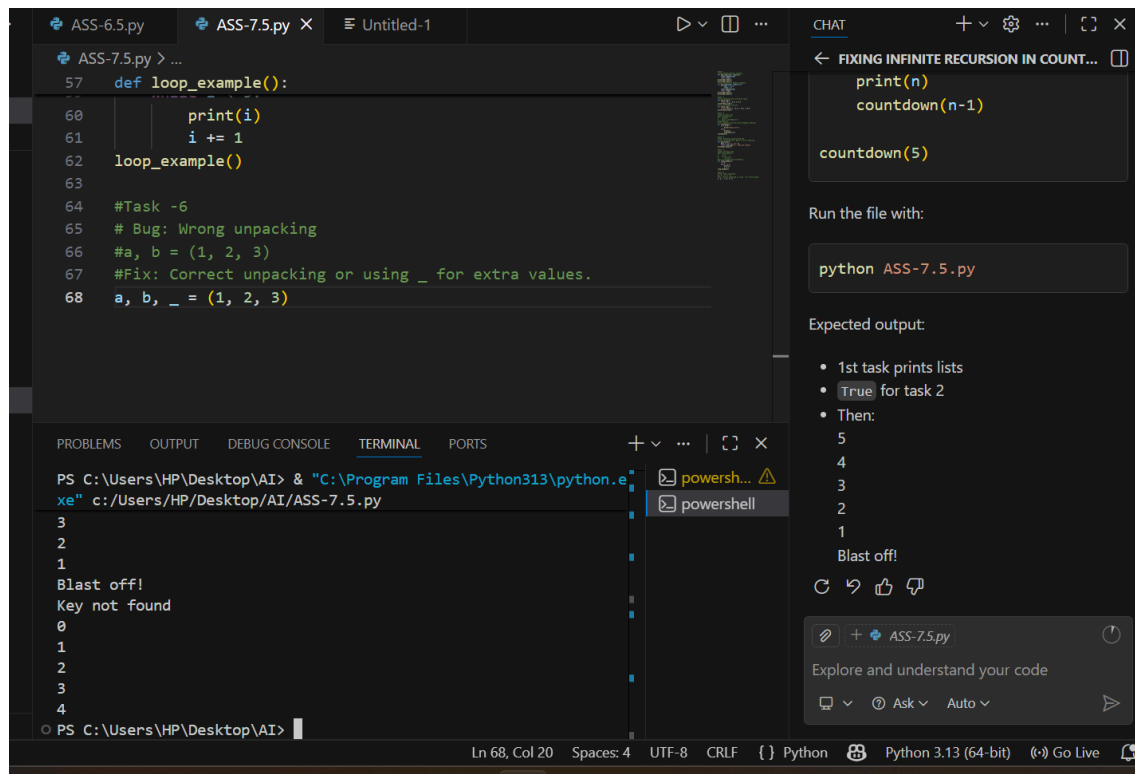 ASS-6.5.py
ASS-7.5.py
Untitled-1
ASS-7.5.py > ...
57 def loop_example():
60 print(i)
61 i += 1
62 loop_example()
63
64 #Task -6
65 # Bug: Wrong unpacking
66 #a, b = (1, 2, 3)
67 #Fix: Correct unpacking or using _ for extra values.
68 a, b, _ = (1, 2, 3)
PROBLEMS OUTPUT DEBUG CONSOLE TERMINAL PORTS
PS C:\Users\HP\Desktop\AI> & "C:\Program Files\Python313\python.e
xe" c:/Users/HP/Desktop/AI/ASS-7.5.py
3
2
1
Blast off!
Key not found
0
1
2
3
4
PS C:\Users\HP\Desktop\AI>
powersh...
powershell
CHAT
FIXING INFINITE RECURSION IN COUNT...
print(n)
countdown(n-1)
countdown(5)
Run the file with:
python ASS-7.5.py
Expected output:
• 1st task prints lists
• True for task 2
• Then:
5
4
3
2
1
Blast off!
ASS-7.5.py
Explore and understand your code
Ask Auto
Ln 68, Col 20 Spaces: 4 UTF-8 CRLF {} Python Python 3.13 (64-bit) Go Live